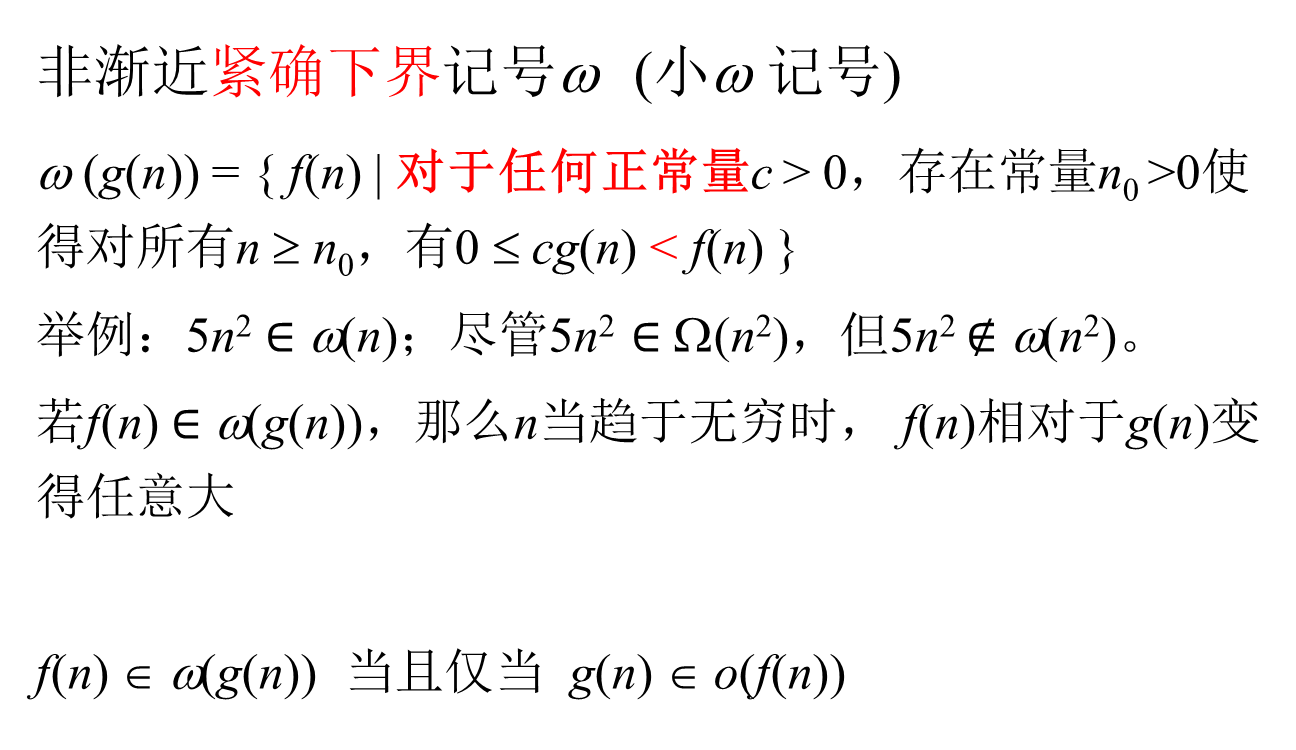 非渐近紧确下界记号ω (小ω 记号)
ω (g(n)) = { f(n) | 对于任何正常量c > 0，存在常量n₀ >0使
得对所有n ≥ n₀，有0 ≤ cg(n) < f(n) }
举例：5n² ∈ ω(n)；尽管5n² ∈ Ω(n²)，但5n² ∉ ω(n²)。
若f(n) ∈ ω(g(n))，那么n当趋于无穷时， f(n)相对于g(n)变
得任意大
f(n) ∈ ω(g(n)) 当且仅当 g(n) ∈ o(f(n))